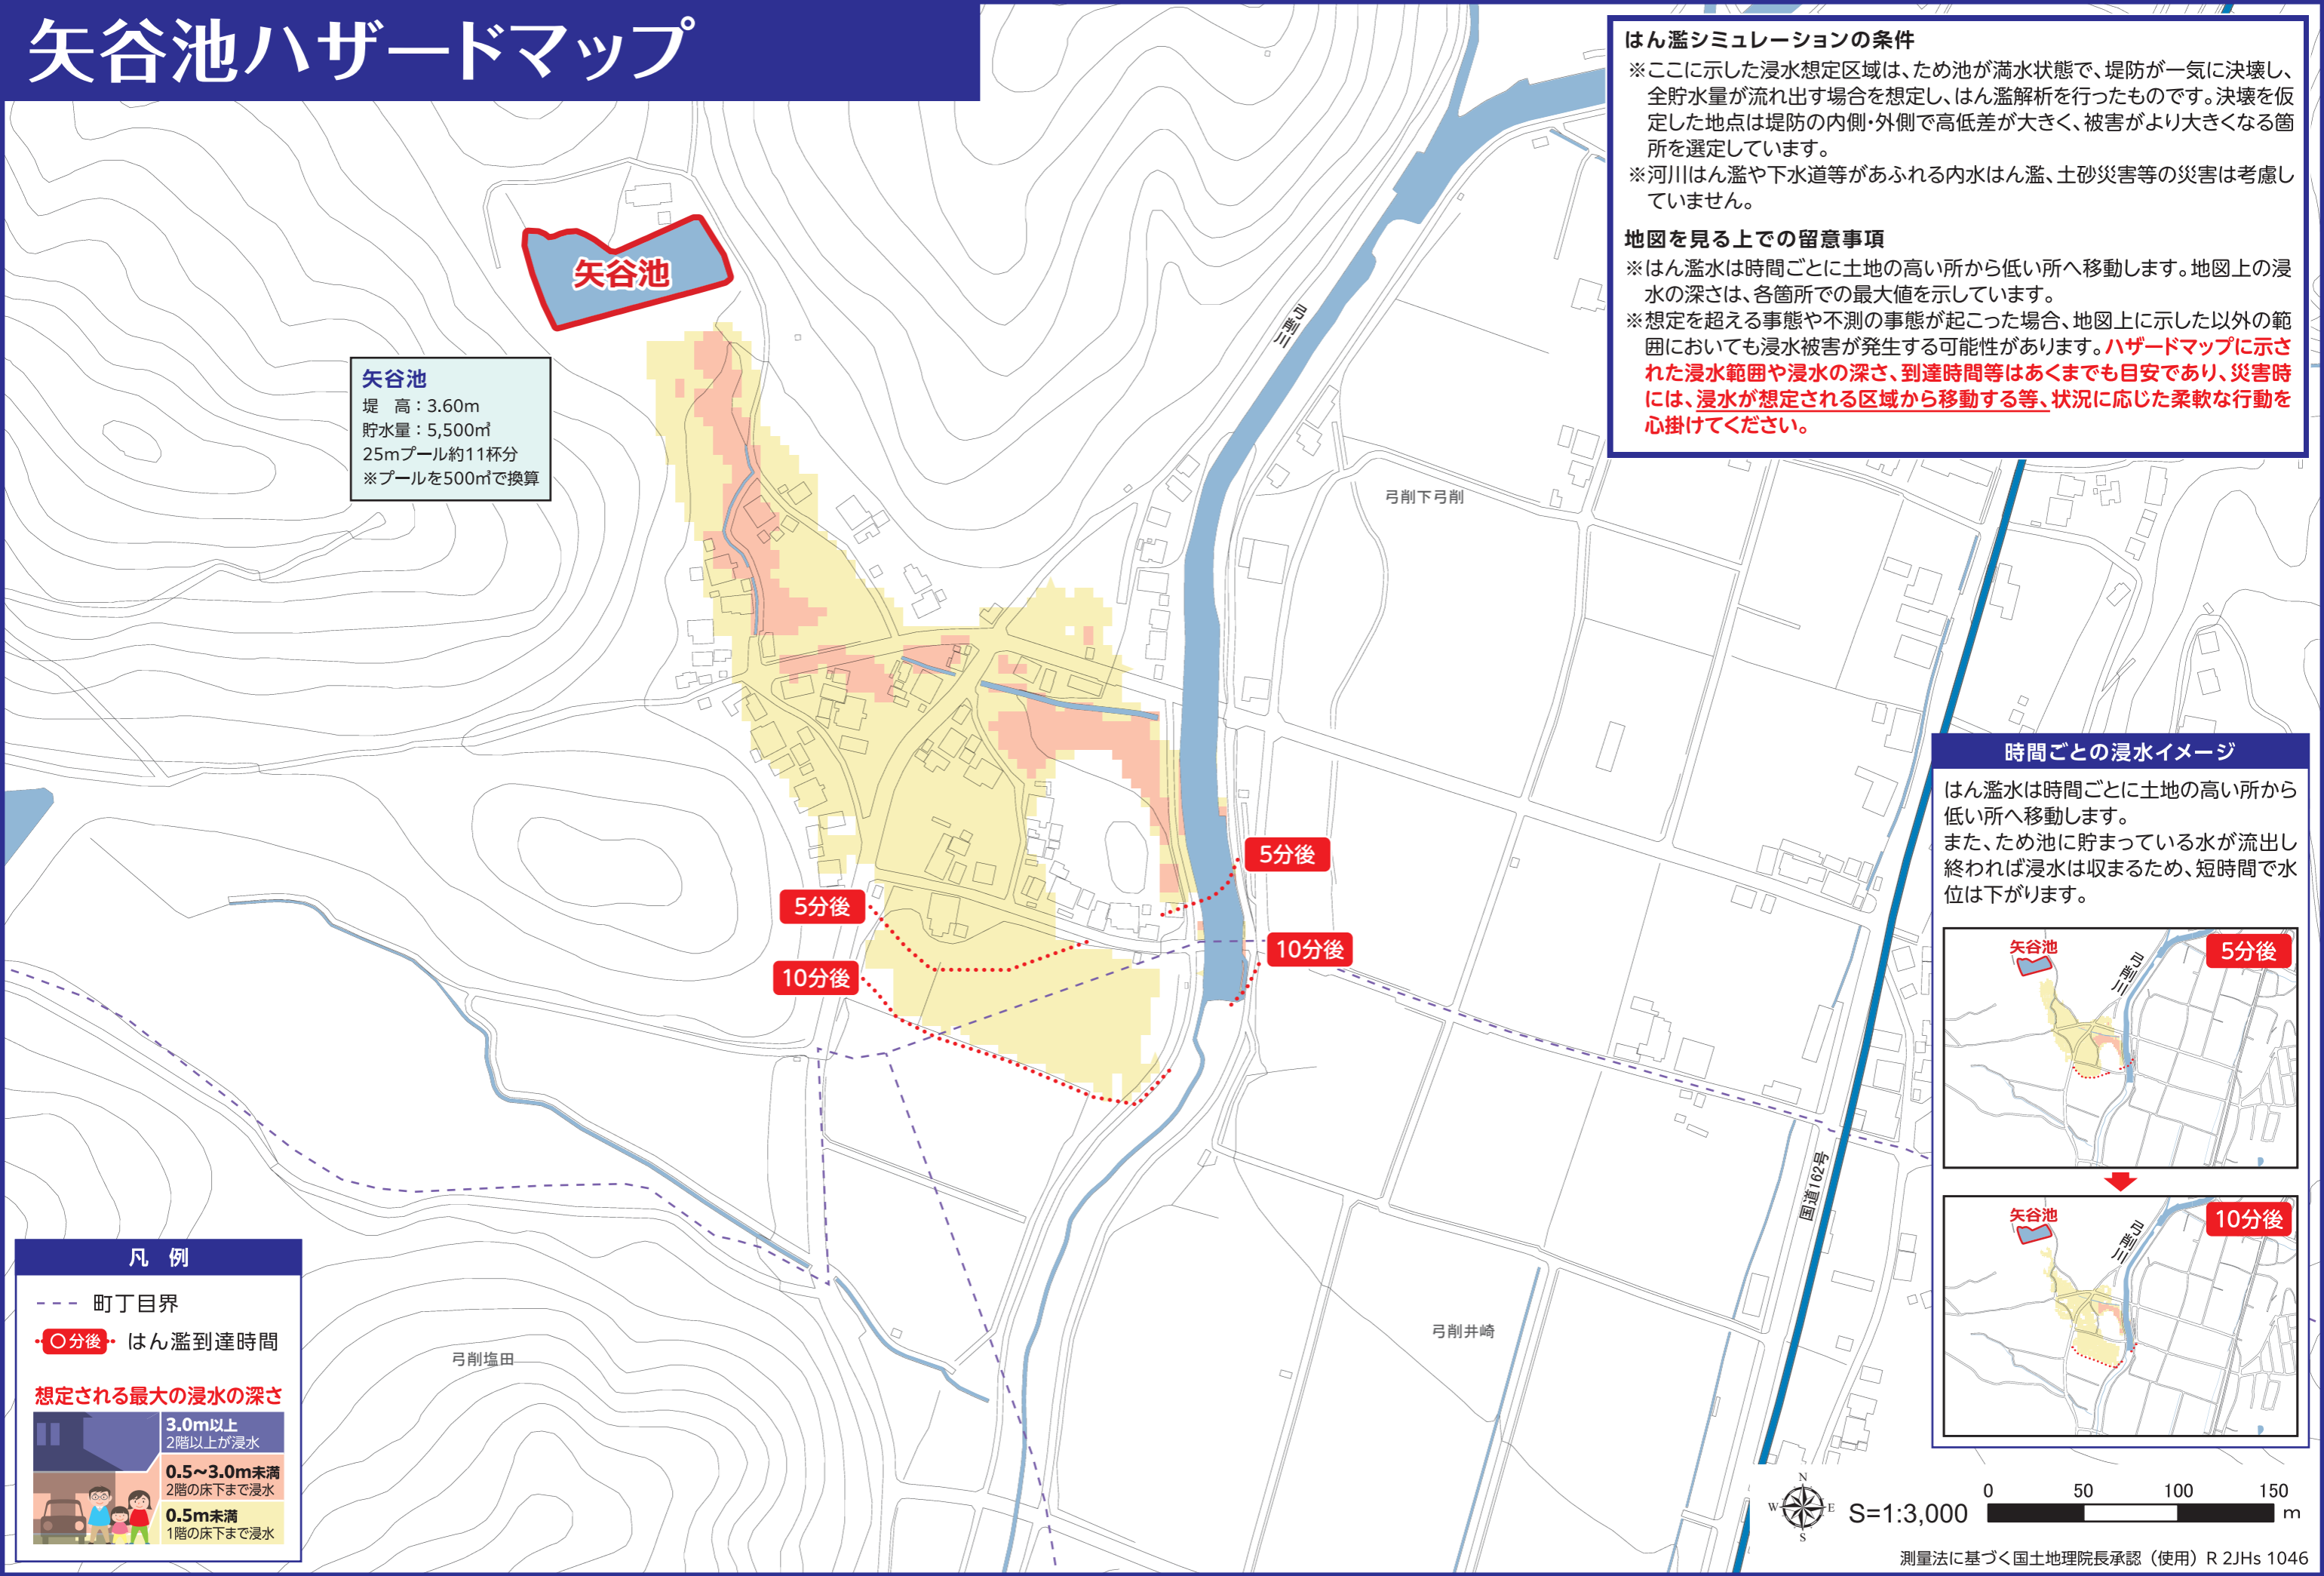 矢谷池ハザードマップ
はん濫シミュレーションの条件
※ここに示した浸水想定区域は、ため池が満水状態で、堤防が一気に決壊し、
全貯水量が流れ出す場合を想定し、はん濫解析を行ったものです。決壊を仮
定した地点は堤防の内側・外側で高低差が大きく、被害がより大きくなる箇
所を選定しています。
※河川はん濫や下水道等があふれる内水はん濫、土砂災害等の災害は考慮し
ていません。
地図を見る上での留意事項
※はん濫水は時間ごとに土地の高い所から低い所へ移動します。地図上の浸
水の深さは、各箇所での最大値を示しています。
※想定を超える事態や不測の事態が起こった場合、地図上に示した以外の範
囲においても浸水被害が発生する可能性があります。ハザードマップに示さ
れた浸水範囲や浸水の深さ、到達時間等はあくまでも目安であり、災害時
には、浸水が想定される区域から移動する等、状況に応じた柔軟な行動を
心掛けてください。
矢谷池
弓削川
矢谷池
堤　高：3.60m
貯水量：5,500㎥
25mプール約11杯分
※プールを500㎥で換算
弓削下弓削
5分後
5分後
10分後
10分後
国道162号
弓削井崎
弓削塩田
時間ごとの浸水イメージ
はん濫水は時間ごとに土地の高い所から
低い所へ移動します。
また、ため池に貯まっている水が流出し
終われば浸水は収まるため、短時間で水
位は下がります。
矢谷池
弓削川
5分後
矢谷池
弓削川
10分後
凡　例
町丁目界
〇分後
はん濫到達時間
想定される最大の浸水の深さ
3.0m以上
2階以上が浸水
0.5～3.0m未満
2階の床下まで浸水
0.5m未満
1階の床下まで浸水
N
W E
S
S=1:3,000
0 50 100 150
m
測量法に基づく国土地理院長承認（使用）R 2JHs 1046